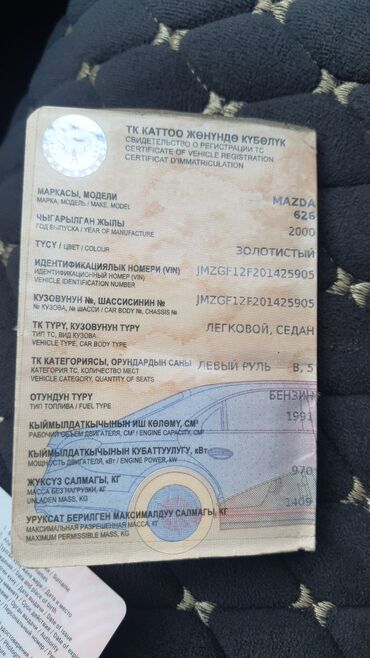 ТК КАТТОО ЖӨНҮНДӨ КҮБӨЛҮК
СВИДЕТЕЛЬСТВО О РЕГИСТРАЦИИ ТС
CERTIFICATE OF VEHICLE REGISTRATION
CERTIFICAT D'IMMATRICULATION
МАРКАСЫ, МОДЕЛИ
МАРКА, МОДЕЛЬ / MAKE, MODEL
MAZDA
626
ЧЫГАРЫЛГАН ЖЫЛЫ
ГОД ВЫПУСКА / YEAR OF MANUFACTURE
2000
ТҮСҮ / ЦВЕТ / COLOUR
ЗОЛОТИСТЫЙ
ИДЕНТИФИКАЦИЯЛЫК НОМЕРИ (VIN)
ИДЕНТИФИКАЦИОННЫЙ НОМЕР (VIN)
VEHICLE IDENTIFICATION NUMBER
JMZGF12F201425905
КУЗОВУНУН №, ШАССИСИНИН №
№ КУЗОВА, № ШАССИ / CAR BODY №, CHASSIS №
JMZGF12F201425905
ТК ТҮРҮ, КУЗОВУНУН ТҮРҮ
ТИП ТС, ВИД КУЗОВА
VEHICLE TYPE, CAR BODY TYPE
ЛЕГКОВОЙ, СЕДАН
ТК КАТЕГОРИЯСЫ, ОРУНДАРДЫН САНЫ
КАТЕГОРИЯ ТС, КОЛИЧЕСТВО МЕСТ
VEHICLE CATEGORY, QUANTITY OF SEATS
ЛЕВЫЙ РУЛЬ B, 5
ОТУНДУН ТҮРҮ
ТИП ТОПЛИВА / FUEL TYPE
БЕНЗИН
КЫЙМЫЛДАТКЫЧЫНЫН ИШ КӨЛӨМҮ, СМ³
РАБОЧИЙ ОБЪЕМ ДВИГАТЕЛЯ, СМ³ / ENGINE CAPACITY, CM³
1991
КЫЙМЫЛДАТКЫЧЫНЫН КУБАТТУУЛУГУ, кВт
МОЩНОСТЬ ДВИГАТЕЛЯ, кВт / ENGINE POWER, kW
ЖҮКСҮЗ САЛМАГЫ, КГ
МАССА БЕЗ НАГРУЗКИ, КГ
UNLADEN MASS, KG
970
УРУКСАТ БЕРИЛГЕН МАКСИМАЛДУУ САЛМАГЫ, КГ
МАКСИМАЛЬНАЯ РАЗРЕШЕННАЯ МАССА, КГ
MAXIMUM PERMISSIBLE MASS, KG
1409